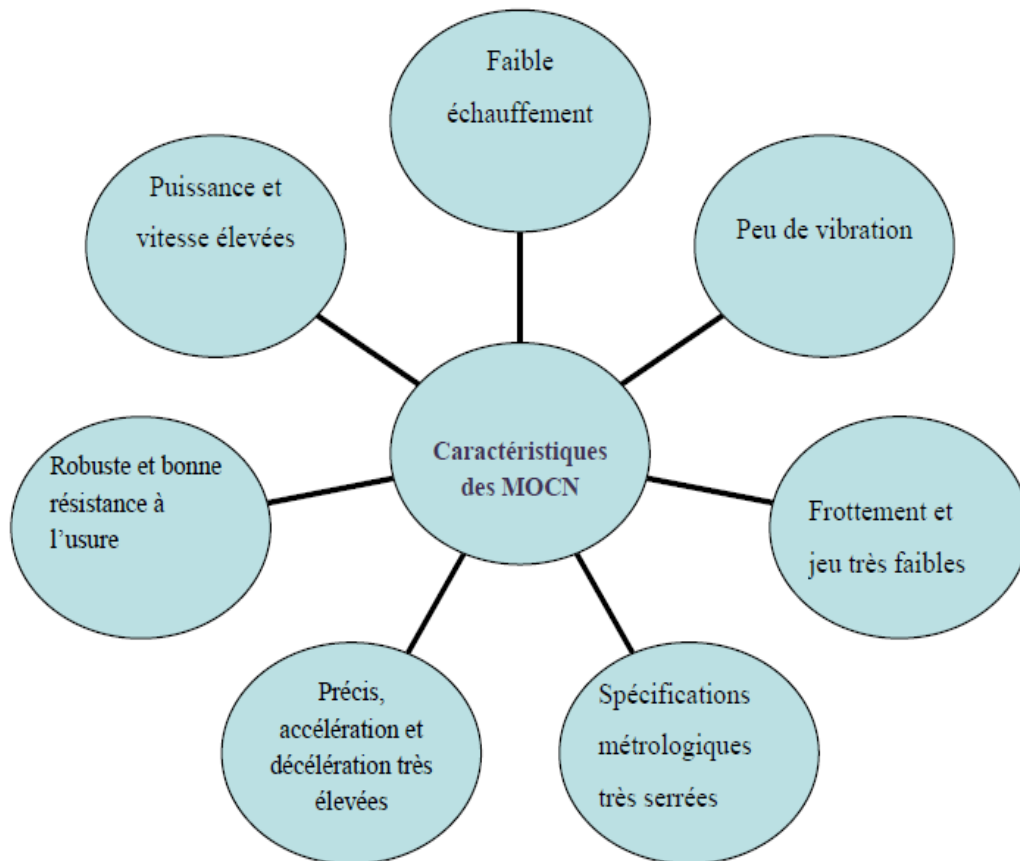 Faible
échauffement
Puissance et
vitesse élevées
Peu de vibration
Caractéristiques
des MOCN
Robuste et bonne
résistance à
l’usure
Frottement et
jeu très faibles
Précis,
accélération et
décélération très
élevées
Spécifications
métrologiques
très serrées